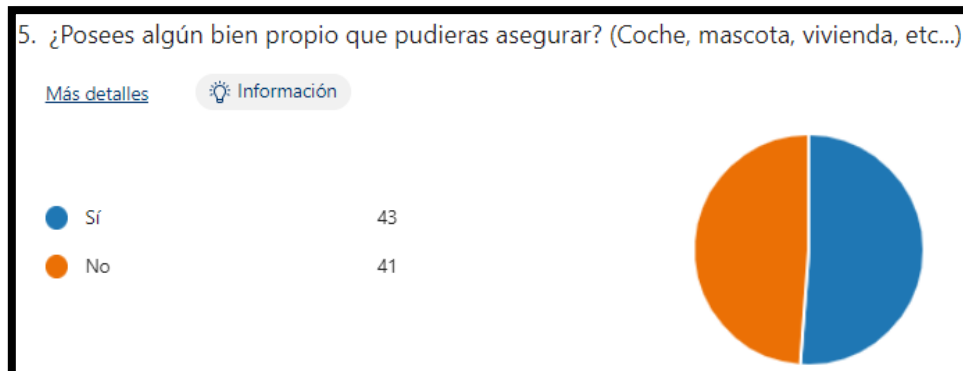 5. ¿Posees algún bien propio que pudieras asegurar? (Coche, mascota, vivienda, etc...)
Más detalles Información
Sí 43
No 41